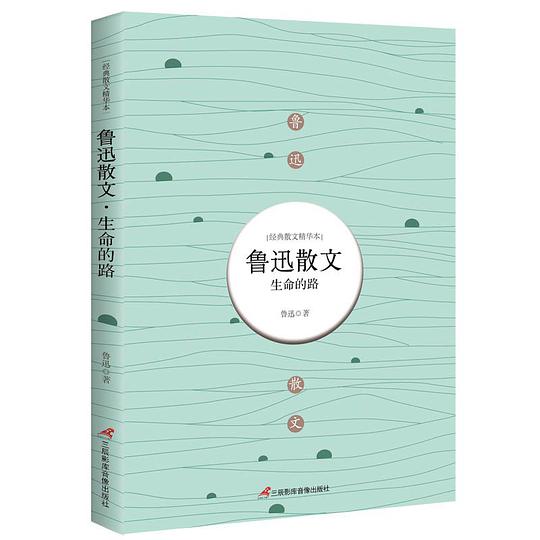 |经典散文精华本
鲁迅散文·生命的路
鲁迹○著
三辰影库音像出版社
鲁
迅
|经典散文精华本|
鲁迅散文
生命的路
鲁迅○著
散
文
三辰影库音像出版社